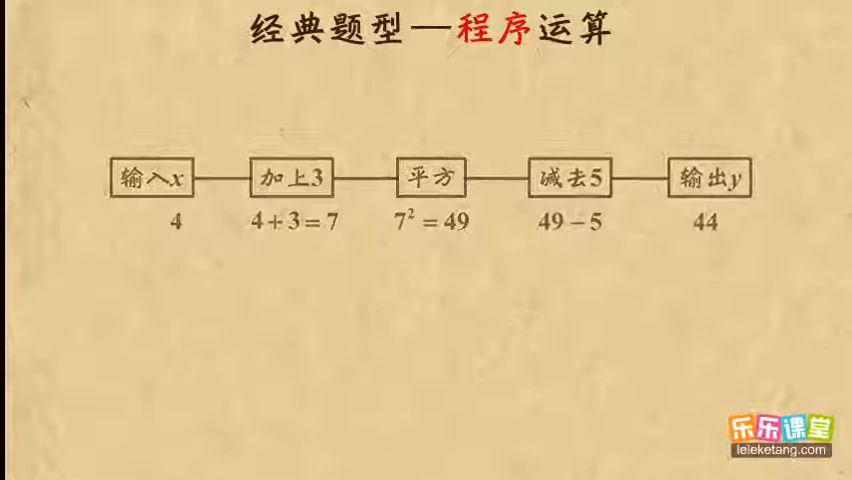 经典题型—程序运算
输入x 加上3 平方 减去5 输出y
4 4+3=7 7²=49 49-5 44
乐乐课堂
leleketang.com